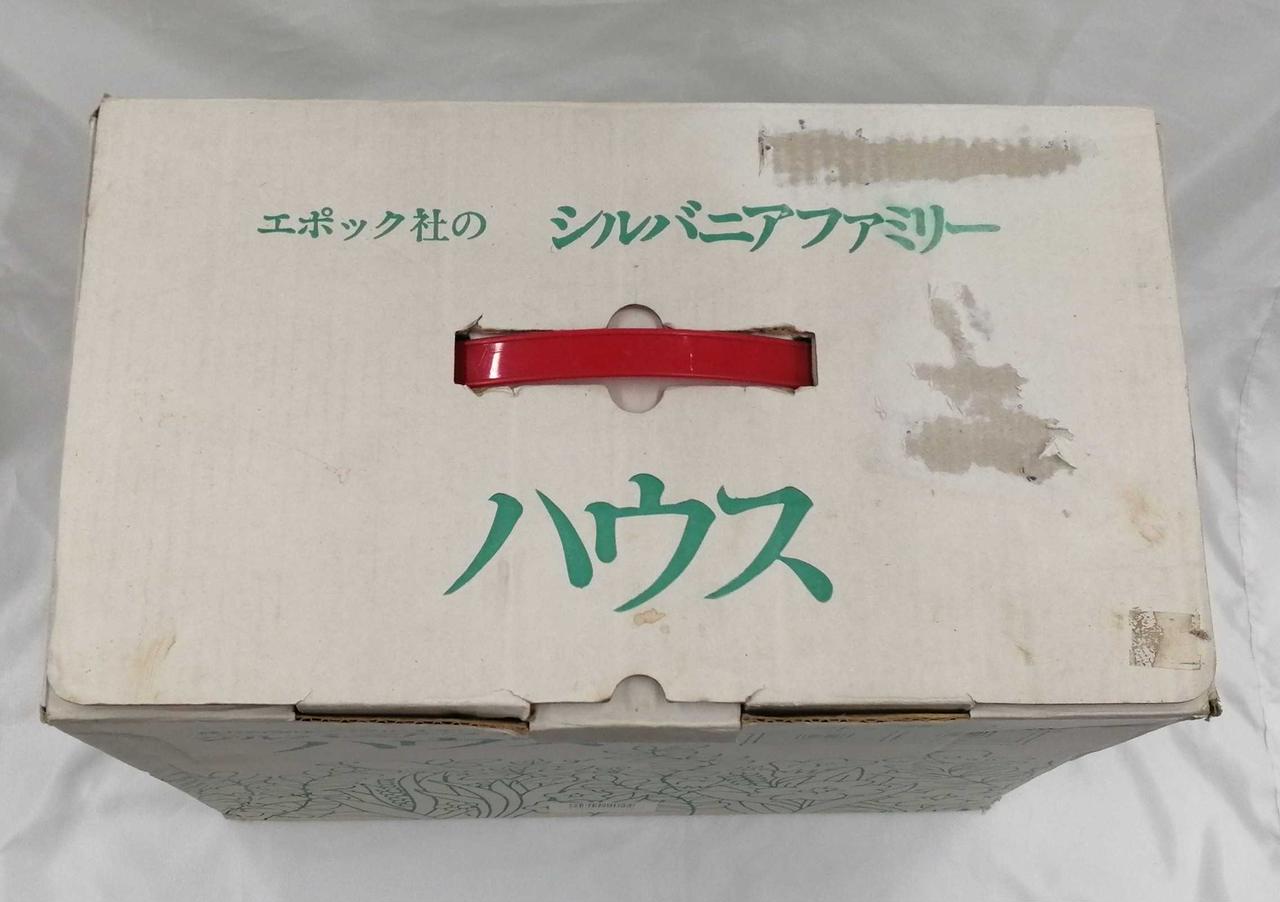 エポック社の シルバニアファミリー
ハウス